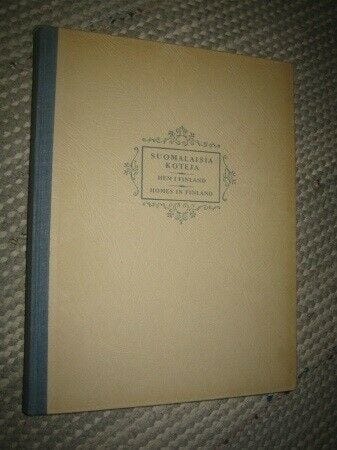 SUOMALAISIA
KOTEJA
HEM I FINLAND
HOMES IN FINLAND